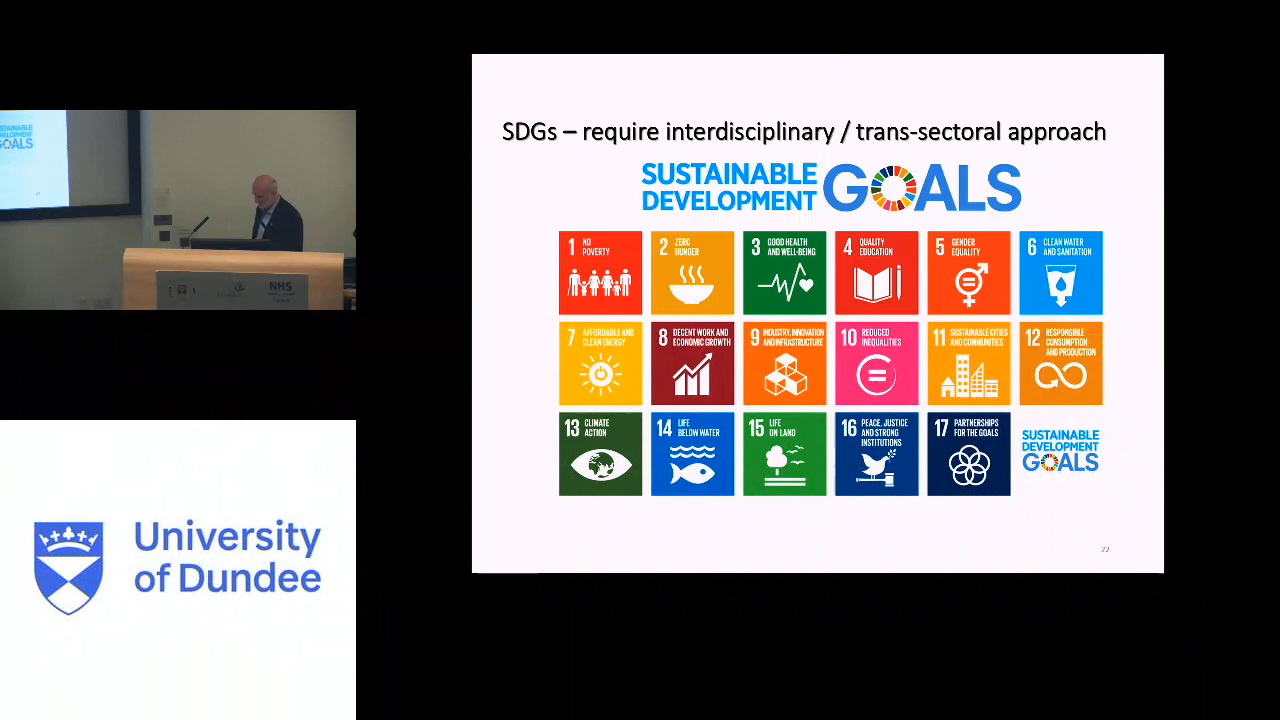 SUSTAINABLE
DEVELOPMENT
GOALS
NHS
University
of Dundee
SDGs – require interdisciplinary / trans-sectoral approach
SUSTAINABLE
DEVELOPMENT
GOALS
1 NO
POVERTY
2 ZERO
HUNGER
3 GOOD HEALTH
AND WELL-BEING
4 QUALITY
EDUCATION
5 GENDER
EQUALITY
6 CLEAN WATER
AND SANITATION
7 AFFORDABLE AND
CLEAN ENERGY
8 DECENT WORK AND
ECONOMIC GROWTH
9 INDUSTRY, INNOVATION
AND INFRASTRUCTURE
10 REDUCED
INEQUALITIES
11 SUSTAINABLE CITIES
AND COMMUNITIES
12 RESPONSIBLE
CONSUMPTION
AND PRODUCTION
13 CLIMATE
ACTION
14 LIFE
BELOW WATER
15 LIFE
ON LAND
16 PEACE, JUSTICE
AND STRONG
INSTITUTIONS
17 PARTNERSHIPS
FOR THE GOALS
SUSTAINABLE
DEVELOPMENT
GOALS
22